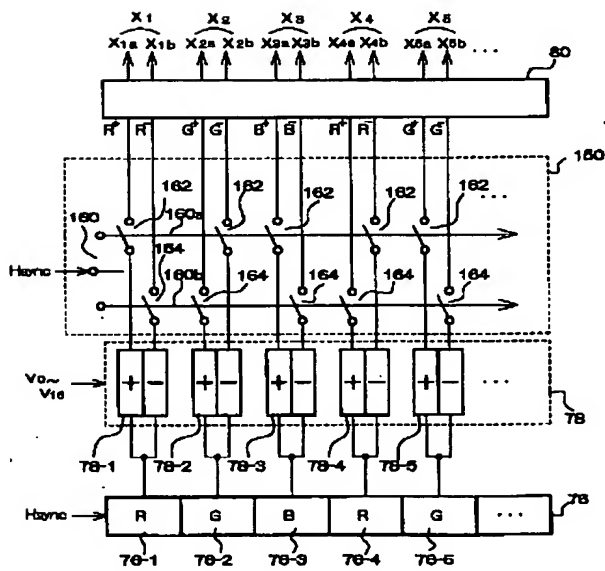 X1 X2 X3 X4 X5
X1a X1b X2a X2b X3a X3b X4a X4b X5a X5b ...
80
R+ R- G+ G- B+ B- R+ R- G+ G-
150
162 162 162 162 162 ...
160 160a
164
Hsync
160b 164 164 164 164
+ - + - + - + - + - ...
V0~
78
78-1 78-2 78-3 78-4 78-5
Hsync R G B R G ... 76
76-1 76-2 76-3 76-4 76-5